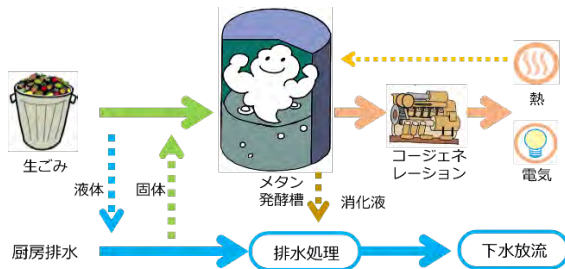 熱
生ごみ
コージェネ
レーション
電気
メタン
発酵槽
液体
固体
消化液
厨房排水
排水処理
下水放流